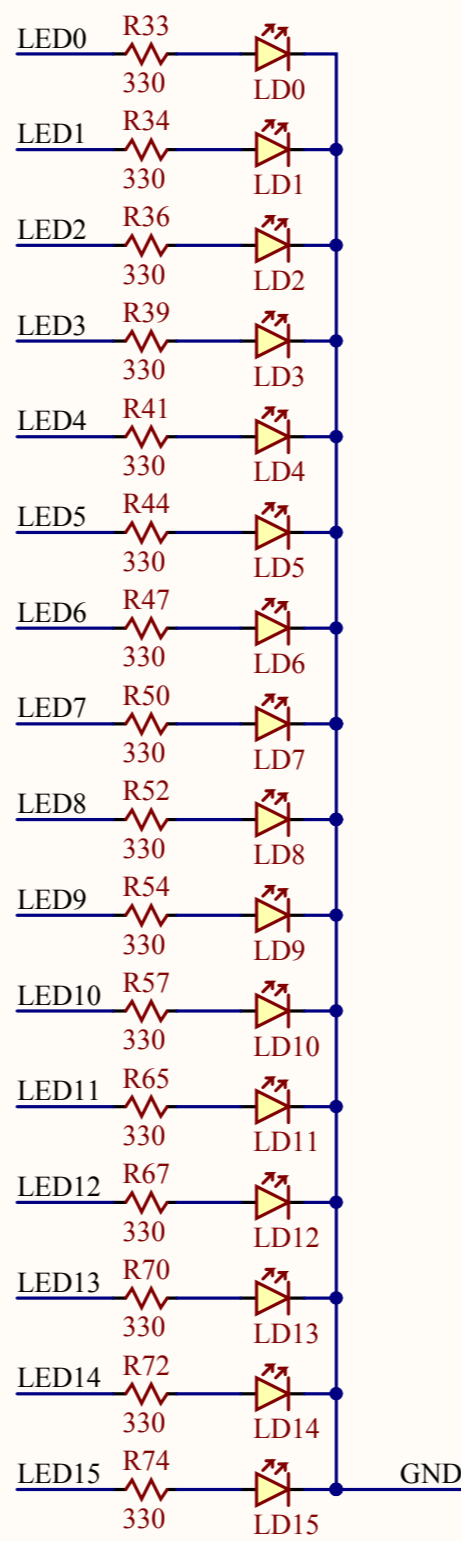 LED0 R33
330 LD0
LED1 R34
330 LD1
LED2 R36
330 LD2
LED3 R39
330 LD3
LED4 R41
330 LD4
LED5 R44
330 LD5
LED6 R47
330 LD6
LED7 R50
330 LD7
LED8 R52
330 LD8
LED9 R54
330 LD9
LED10 R57
330 LD10
LED11 R65
330 LD11
LED12 R67
330 LD12
LED13 R70
330 LD13
LED14 R72
330 LD14
LED15 R74 GND
330 LD15